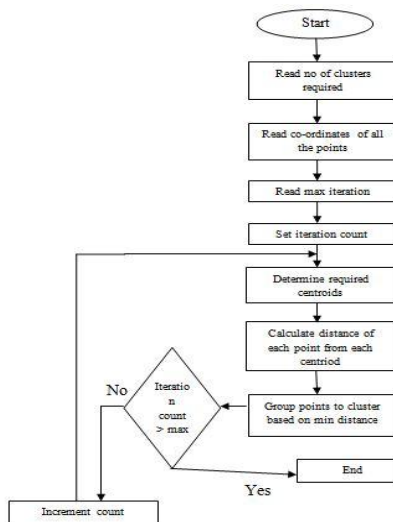 Start
Read no of clusters
required
Read co-ordinates of all
the points
Read max iteration
Set iteration count
Determine required
centroids
Calculate distance of
each point from each
centriod
No
Iteratio
n
count
> max
Group points to cluster
based on min distance
End
Yes
Increment count